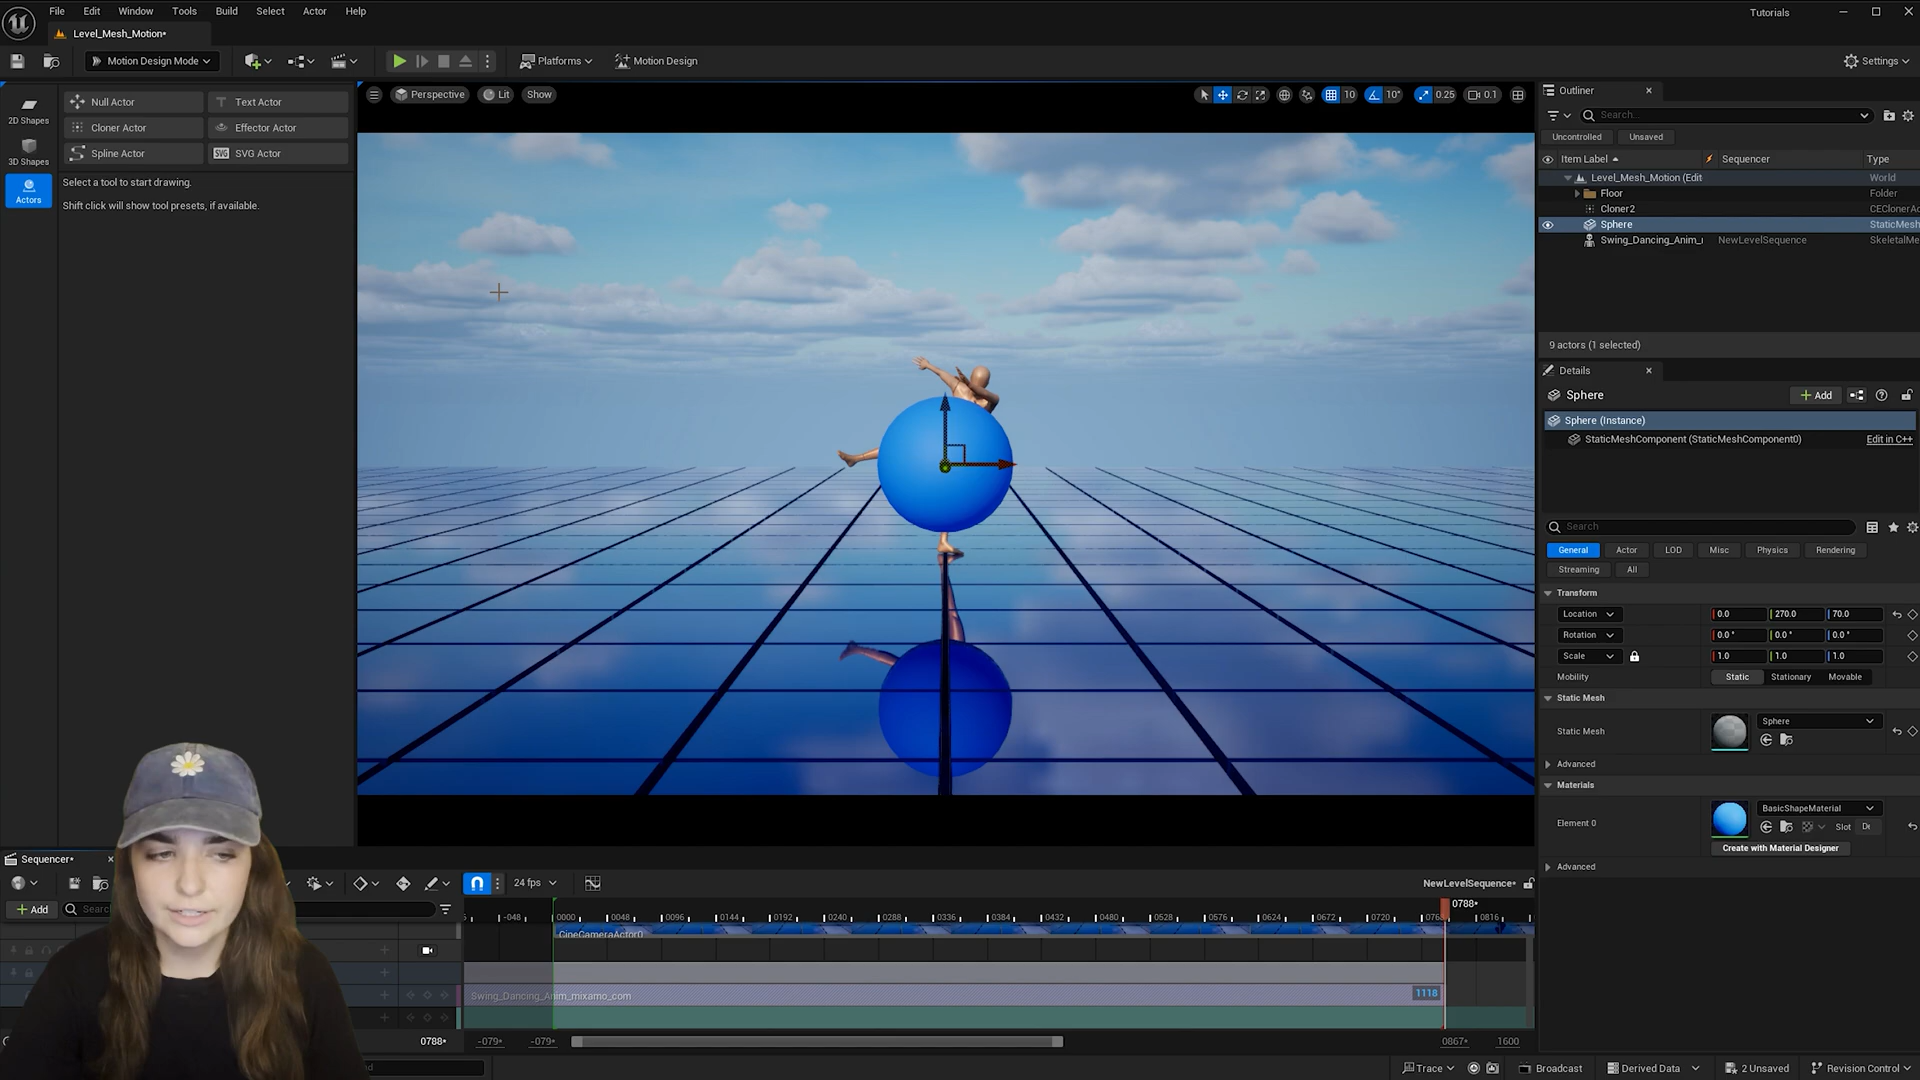 File Edit Window Tools Build Select Actor Help
Tutorials
Level_Mesh_Motion*
Motion Design Mode
Platforms
Motion Design
Settings
2D Shapes
3D Shapes
Actors
Null Actor
Text Actor
Cloner Actor
Effector Actor
Spline Actor
SVG SVG Actor
Select a tool to start drawing.
Shift click will show tool presets, if available.
Perspective Lit Show
10 10° 0.25 0.1
Outliner
Search...
Uncontrolled Unsaved
Item Label Sequencer Type
Level_Mesh_Motion (Edit World
Floor Folder
Cloner2 CEClonerAc
Sphere StaticMesh
Swing_Dancing_Anim_ NewLevelSequence SkeletalMe
9 actors (1 selected)
Details
Sphere
Add
Sphere (Instance)
StaticMeshComponent (StaticMeshComponent0) Edit in C++
Search
General Actor LOD Misc Physics Rendering
Streaming All
Transform
Location 0.0 270.0 70.0
Rotation 0.0° 0.0° 0.0°
Scale 1.0 1.0 1.0
Mobility Static Stationary Movable
Static Mesh
Static Mesh Sphere
Advanced
Materials
Element 0 BasicShapeMaterial
Slot De
Create with Material Designer
Advanced
Sequencer*
24 fps
NewLevelSequence*
Add
Searc
0788*
-048 0000 0048 0096 0144 0192 0240 0288 0336 0384 0432 0480 0528 0576 0624 0672 0720 0768 0816
CineCameraActor0
Swing_Dancing_Anim_mixamo_com
1118
0788* -079* -079* 0867* 1600
Trace Broadcast Derived Data 2 Unsaved Revision Control